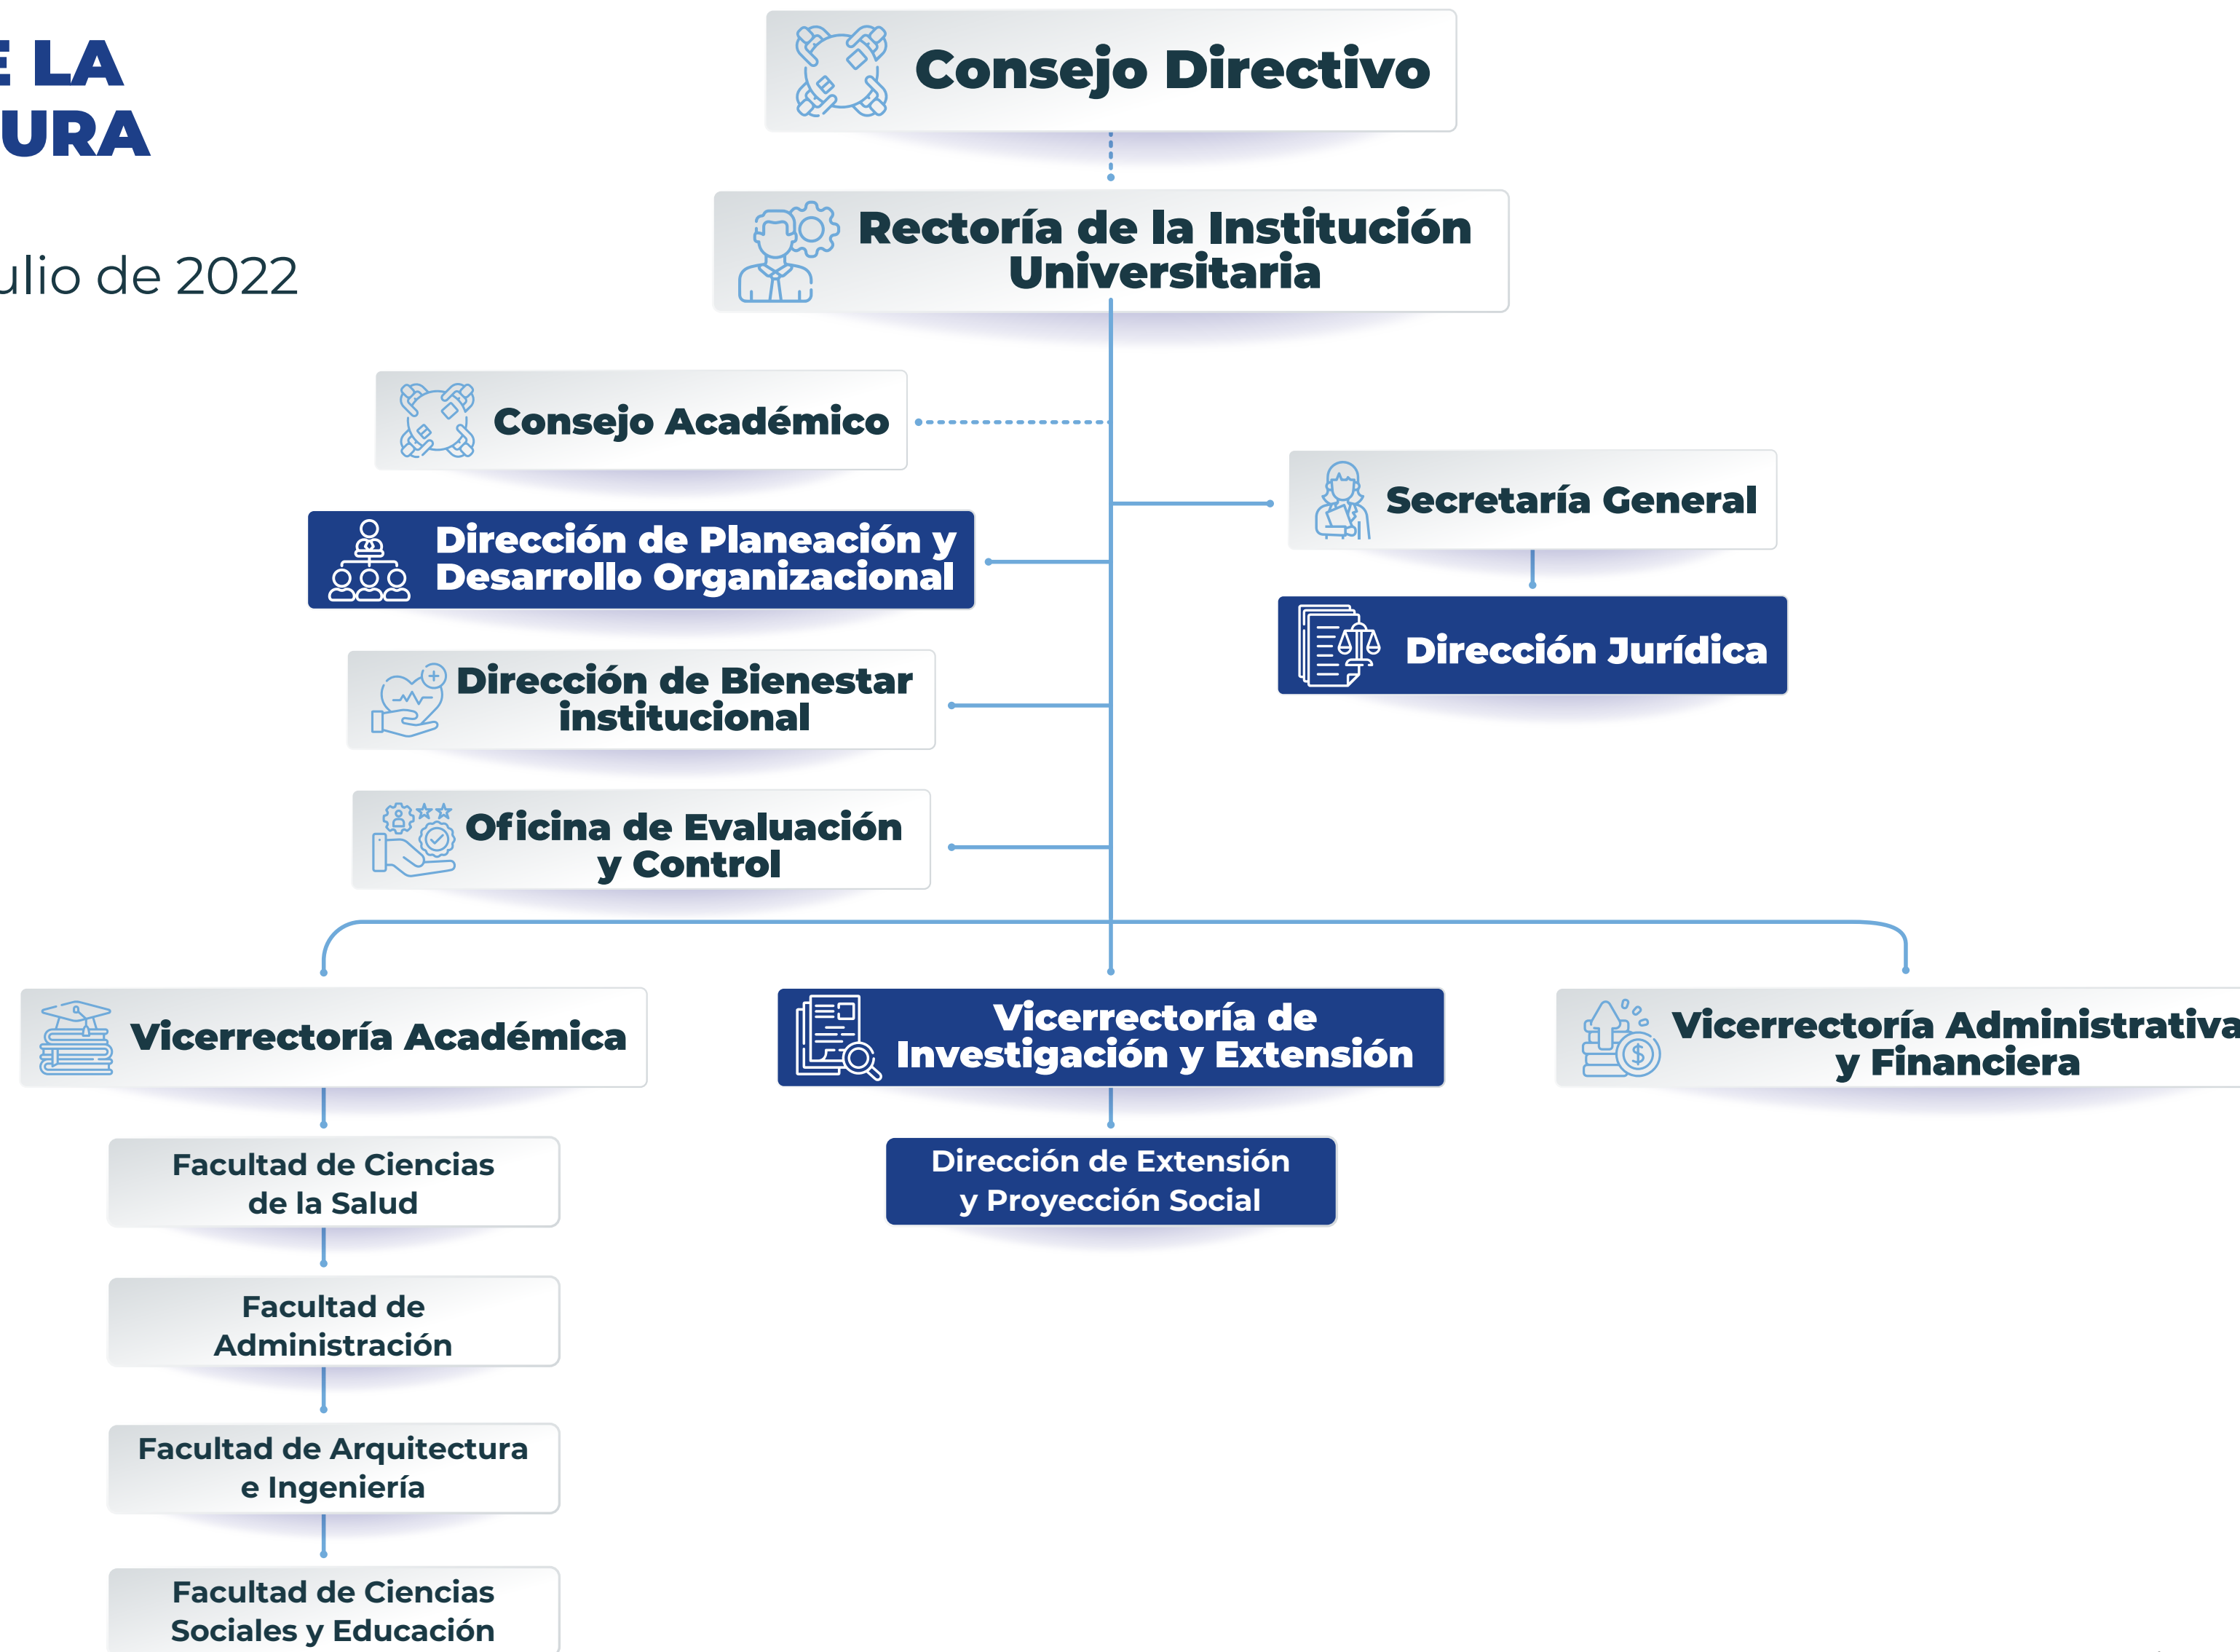 LA
URA
ulio de 2022
Consejo Directivo
Rectoría de la Institución
Universitaria
Consejo Académico
Secretaría General
Dirección de Planeación y
Desarrollo Organizacional
Dirección Jurídica
Dirección de Bienestar
institucional
Oficina de Evaluación
y Control
Vicerrectoría Académica
Vicerrectoría de
Investigación y Extensión
Vicerrectoría Administrativa
y Financiera
Facultad de Ciencias
de la Salud
Dirección de Extensión
y Proyección Social
Facultad de
Administración
Facultad de Arquitectura
e Ingeniería
Facultad de Ciencias
Sociales y Educación